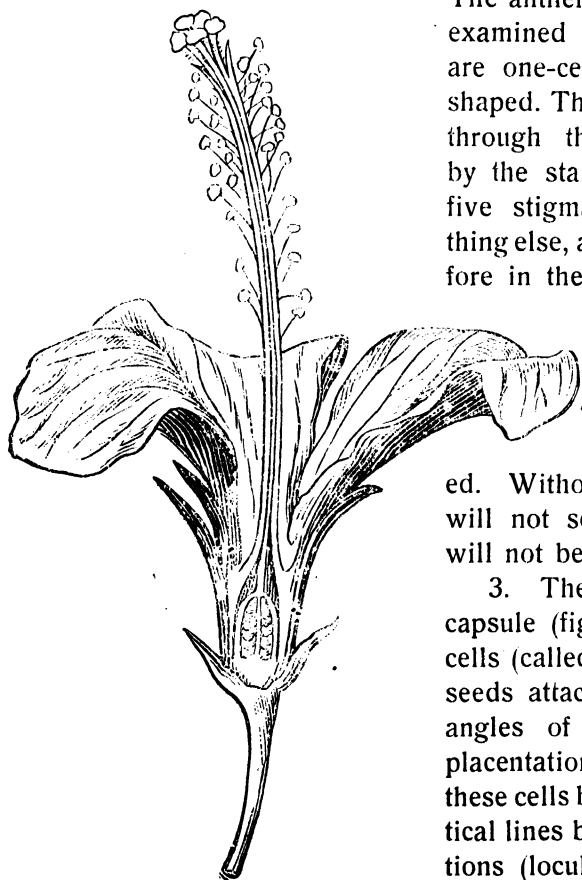 The anther
examined
are one-ce
shaped. Th
through th
by the sta
five stigm
thing else, a
fore in the
ed. Witho
will not s
will not be
3. The
capsule (fig
cells (called
seeds attac
angles of
placentation
these cells h
tical lines b
tions (locul